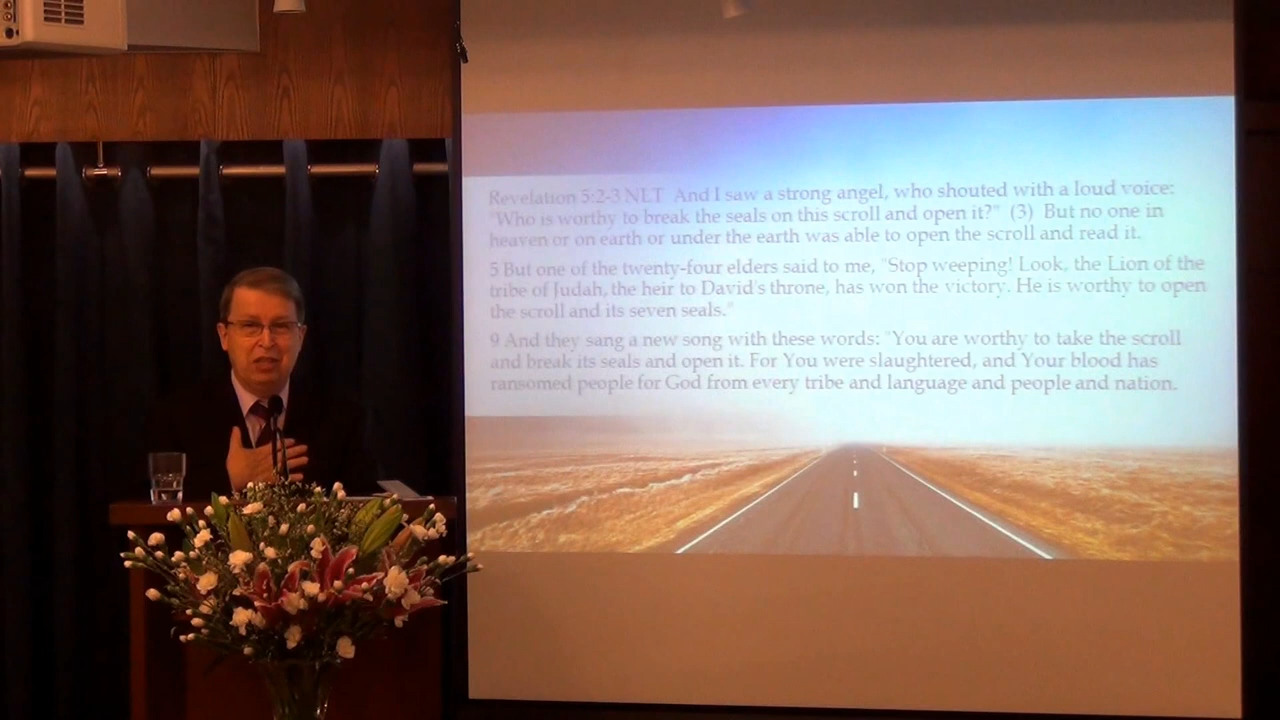 Revelation 5:2-3 NLT  And I saw a strong angel, who shouted with a loud voice:
"Who is worthy to break the seals on this scroll and open it?"  (3)  But no one in
heaven or on earth or under the earth was able to open the scroll and read it.
5 But one of the twenty-four elders said to me, "Stop weeping! Look, the Lion of the
tribe of Judah, the heir to David's throne, has won the victory. He is worthy to open
the scroll and its seven seals."
9 And they sang a new song with these words: "You are worthy to take the scroll
and break its seals and open it. For You were slaughtered, and Your blood has
ransomed people for God from every tribe and language and people and nation.